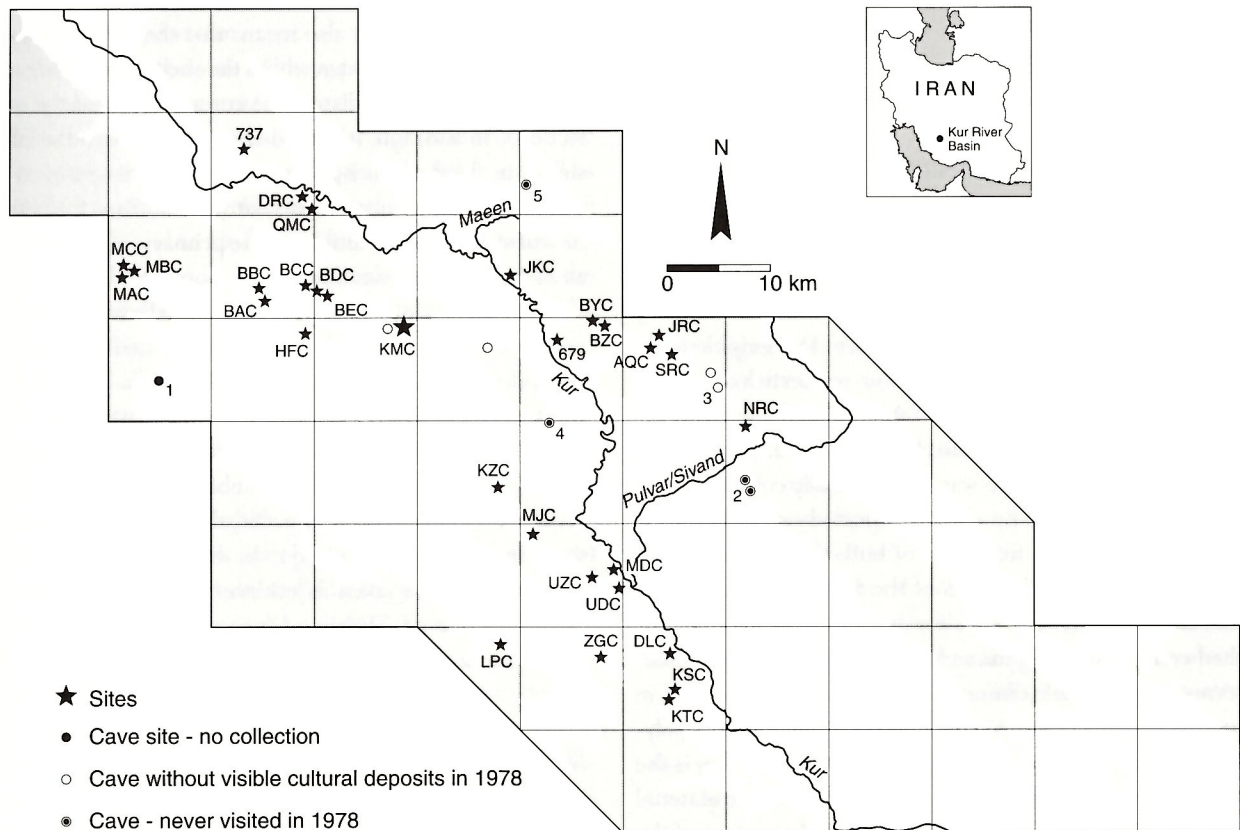 IRAN
Kur River
Basin
737
N
DRC
QMC
5
Maeen
MCC
MBC
MAC
BBC
BCC
BDC
BAC
BEC
JKC
0 10 km
HFC
KMC
BYC
BZC
679
JRC
AQC
SRC
1
Kur
3
NRC
4
KZC
Pulvar/Sivand
2
MJC
MDC
UZC
UDC
LPC
ZGC
DLC
KSC
KTC
Kur
Sites
Cave site - no collection
Cave without visible cultural deposits in 1978
Cave - never visited in 1978